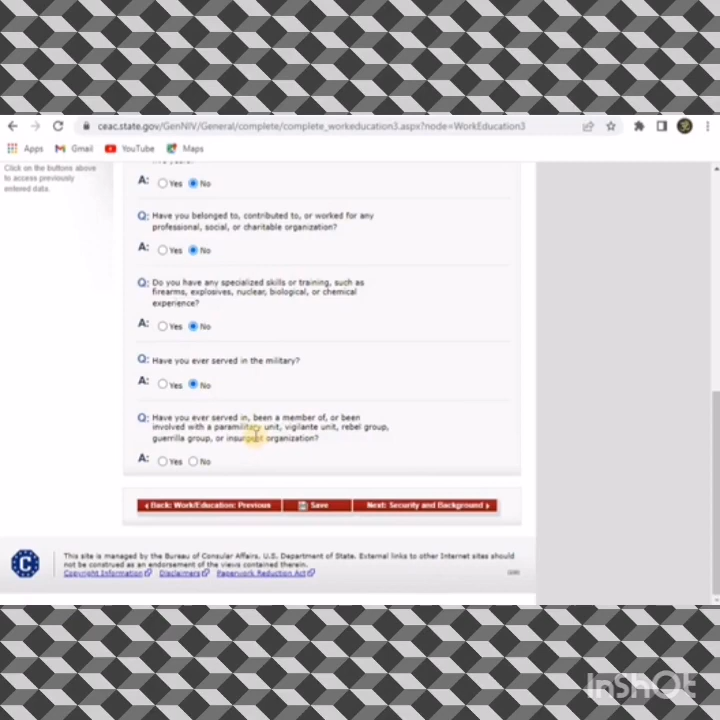 ceac.state.gov/GenNIV/General/complete/complete_workeducation3.aspx?node=WorkEducation3
Apps Gmail YouTube Maps
Click on the buttons above
to access previously
entered data.
A: Yes No
Q: Have you belonged to, contributed to, or worked for any
professional, social, or charitable organization?
A: Yes No
Q: Do you have any specialized skills or training, such as
firearms, explosives, nuclear, biological, or chemical
experience?
A: Yes No
Q: Have you ever served in the military?
A: Yes No
Q: Have you ever served in, been a member of, or been
involved with a paramilitary unit, vigilante unit, rebel group,
guerrilla group, or insurgent organization?
A: Yes No
Back: Work/Education: Previous Save Next: Security and Background
This site is managed by the Bureau of Consular Affairs, U.S. Department of State. External links to other Internet sites should
not be construed as an endorsement of the views contained therein.
Copyright Information Disclaimers Paperwork Reduction Act
InShOt